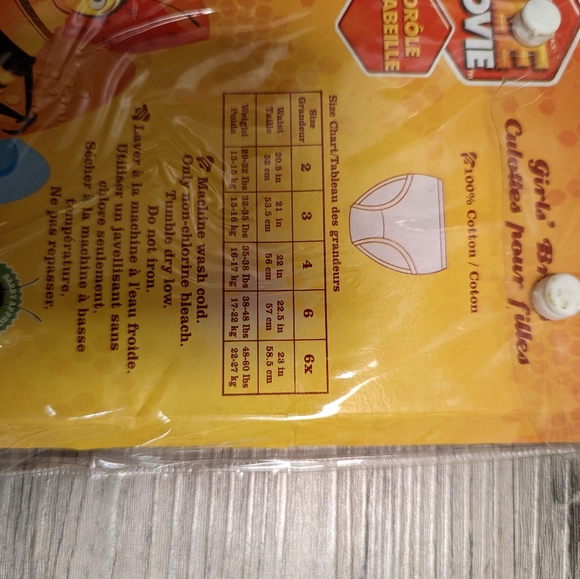 DRÔLE
ABEILLE
EE
OVIE
Girls' Br
Culottes pour filles
100% Cotton / Coton
Size Chart/Tableau des grandeurs
Size
Grandeur
2
3
4
6
6x
Waist
Taille
20.5 in
52 cm
21 in
53.5 cm
22 in
56 cm
22.5 in
57 cm
23 in
58.5 cm
Weight
Poids
29-32 lbs
13-15 kg
32-35 lbs
15-16 kg
35-38 lbs
16-17 kg
38-48 lbs
17-22 kg
48-60 lbs
22-27 kg
Machine wash cold.
Only non-chlorine bleach.
Tumble dry low.
Do not iron.
Laver à la machine à l'eau froide.
Utiliser un javellisant sans
chlore seulement.
Sécher à la machine à basse
température.
Ne pas repasser.